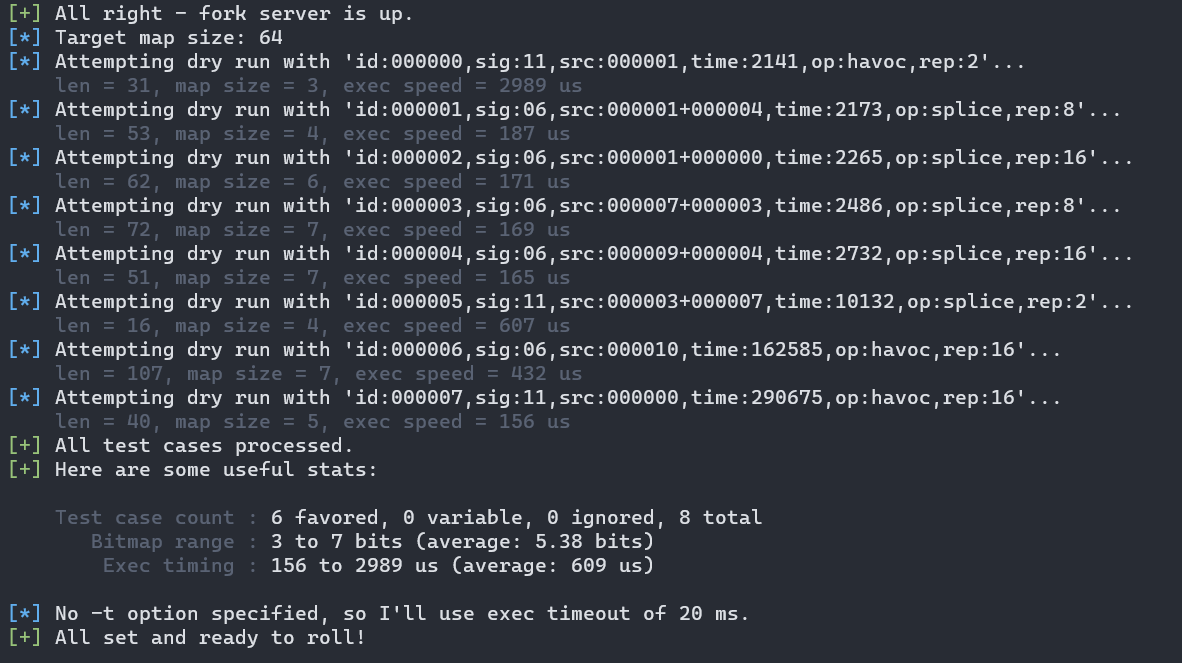 [+] All right - fork server is up.
[*] Target map size: 64
[*] Attempting dry run with 'id:000000,sig:11,src:000001,time:2141,op:havoc,rep:2'...
len = 31, map size = 3, exec speed = 2989 us
[*] Attempting dry run with 'id:000001,sig:06,src:000001+000004,time:2173,op:splice,rep:8'...
len = 53, map size = 4, exec speed = 187 us
[*] Attempting dry run with 'id:000002,sig:06,src:000001+000000,time:2265,op:splice,rep:16'...
len = 62, map size = 6, exec speed = 171 us
[*] Attempting dry run with 'id:000003,sig:06,src:000007+000003,time:2486,op:splice,rep:8'...
len = 72, map size = 7, exec speed = 169 us
[*] Attempting dry run with 'id:000004,sig:06,src:000009+000004,time:2732,op:splice,rep:16'...
len = 51, map size = 7, exec speed = 165 us
[*] Attempting dry run with 'id:000005,sig:11,src:000003+000007,time:10132,op:splice,rep:2'...
len = 16, map size = 4, exec speed = 607 us
[*] Attempting dry run with 'id:000006,sig:06,src:000010,time:162585,op:havoc,rep:16'...
len = 107, map size = 7, exec speed = 432 us
[*] Attempting dry run with 'id:000007,sig:11,src:000000,time:290675,op:havoc,rep:16'...
len = 40, map size = 5, exec speed = 156 us
[+] All test cases processed.
[+] Here are some useful stats:
Test case count : 6 favored, 0 variable, 0 ignored, 8 total
Bitmap range : 3 to 7 bits (average: 5.38 bits)
Exec timing : 156 to 2989 us (average: 609 us)
[*] No -t option specified, so I'll use exec timeout of 20 ms.
[+] All set and ready to roll!